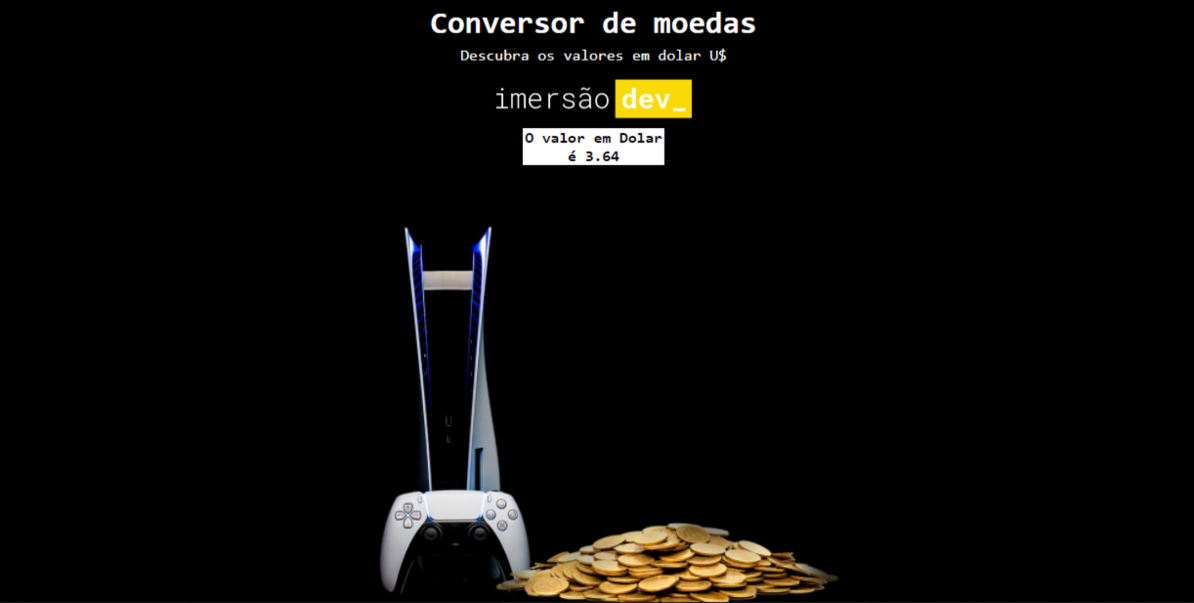 Conversor de moedas
Descubra os valores em dolar U$
imersão dev_
O valor em Dolar
é 3.64